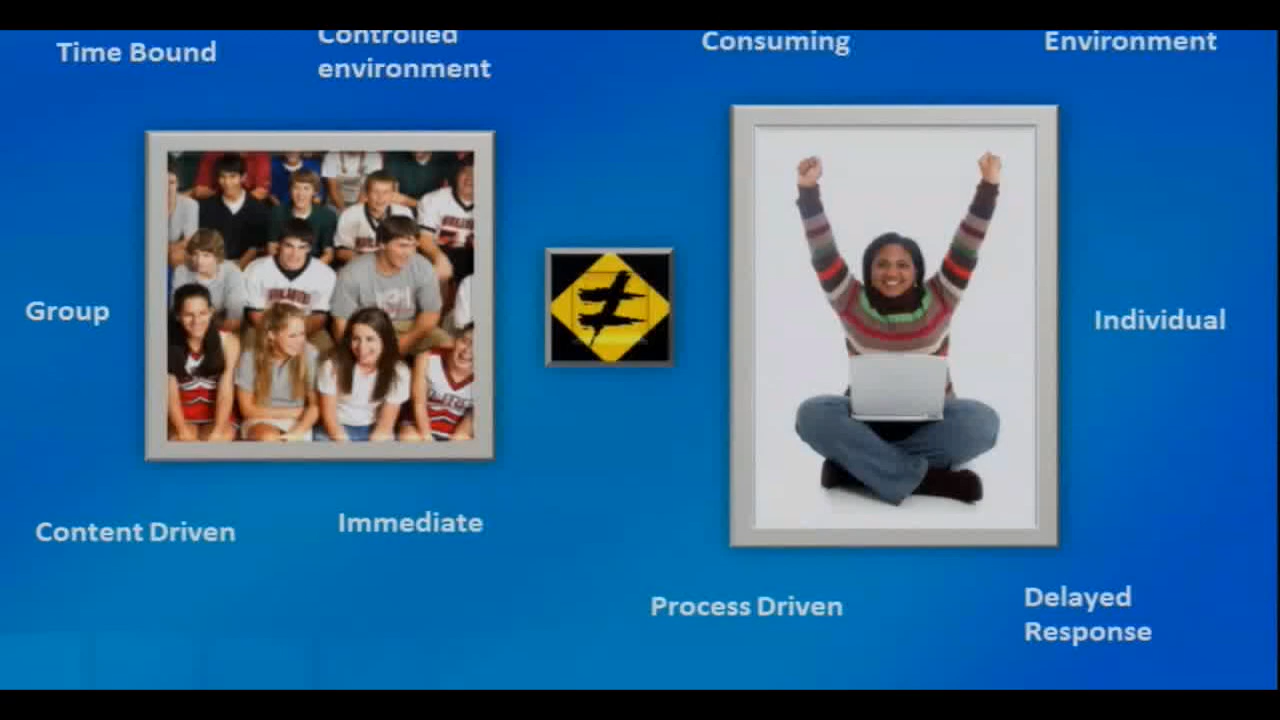 Time Bound
Controlled
environment
Consuming
Environment
Group
Individual
Content Driven
Immediate
Process Driven
Delayed
Response